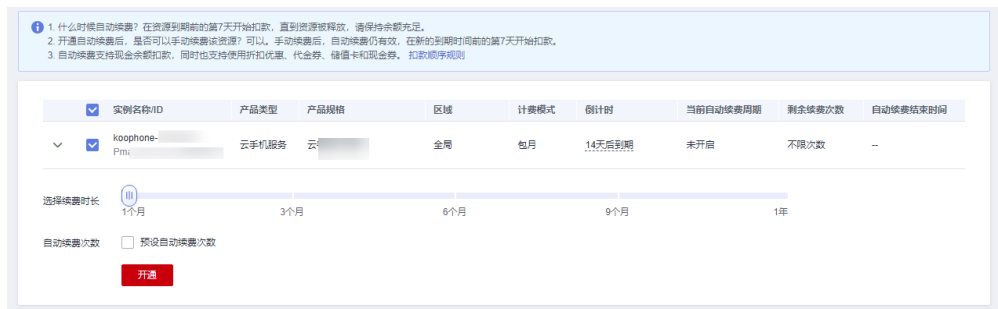 1. 什么时候自动续费？在资源到期前的第7天开始扣款，直到资源被释放，请保持余额充足。
2. 开通自动续费后，是否可以手动续费该资源？可以。手动续费后，自动续费仍有效，在新的到期时间前的第7天开始扣款。
3. 自动续费支持现金余额扣款，同时也支持使用折扣优惠、代金券、储值卡和现金券。 扣款顺序规则
实例名称/ID 产品类型 产品规格 区域 计费模式 倒计时 当前自动续费周期 剩余续费次数 自动续费结束时间
koophone- 云手机服务 全局 包月 14天后到期 未开启 不限次数 --
选择续费时长
1个月 3个月 6个月 9个月 1年
自动续费次数 预设自动续费次数
开通